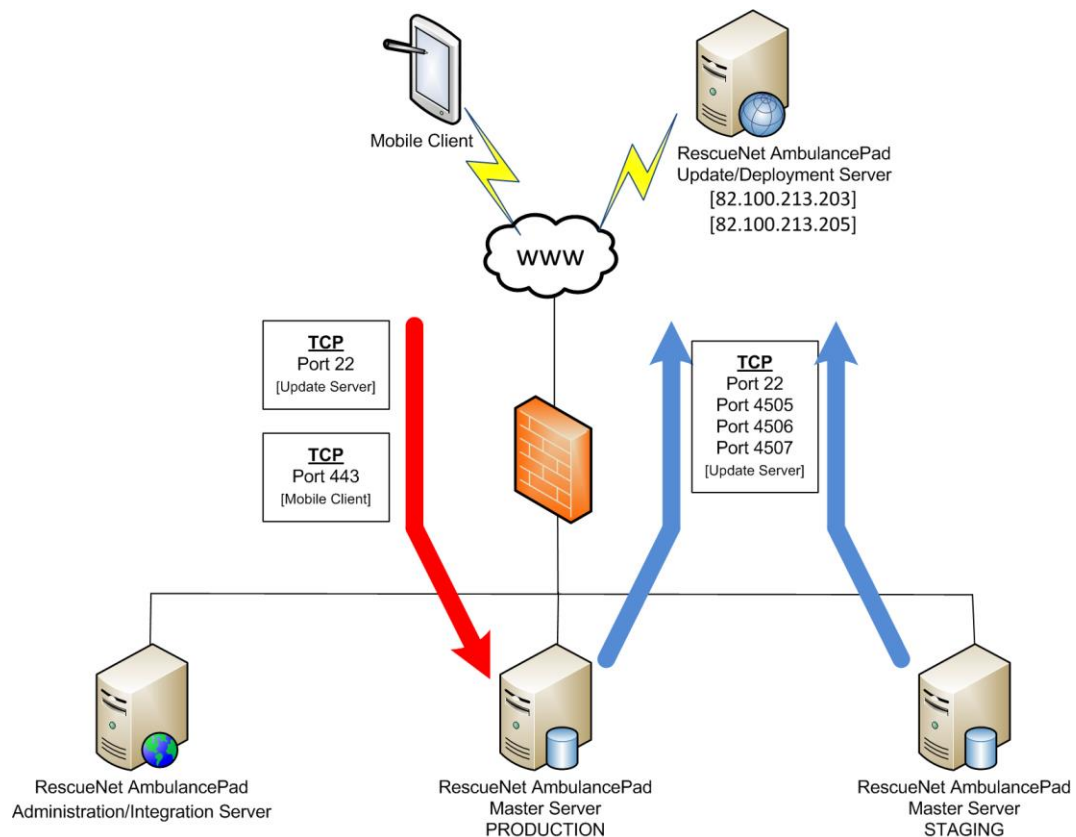 Mobile Client
RescueNet AmbulancePad
Update/Deployment Server
[82.100.213.203]
[82.100.213.205]
www
TCP
Port 22
[Update Server]
TCP
Port 443
[Mobile Client]
TCP
Port 22
Port 4505
Port 4506
Port 4507
[Update Server]
RescueNet AmbulancePad
Administration/Integration Server
RescueNet AmbulancePad
Master Server
PRODUCTION
RescueNet AmbulancePad
Master Server
STAGING